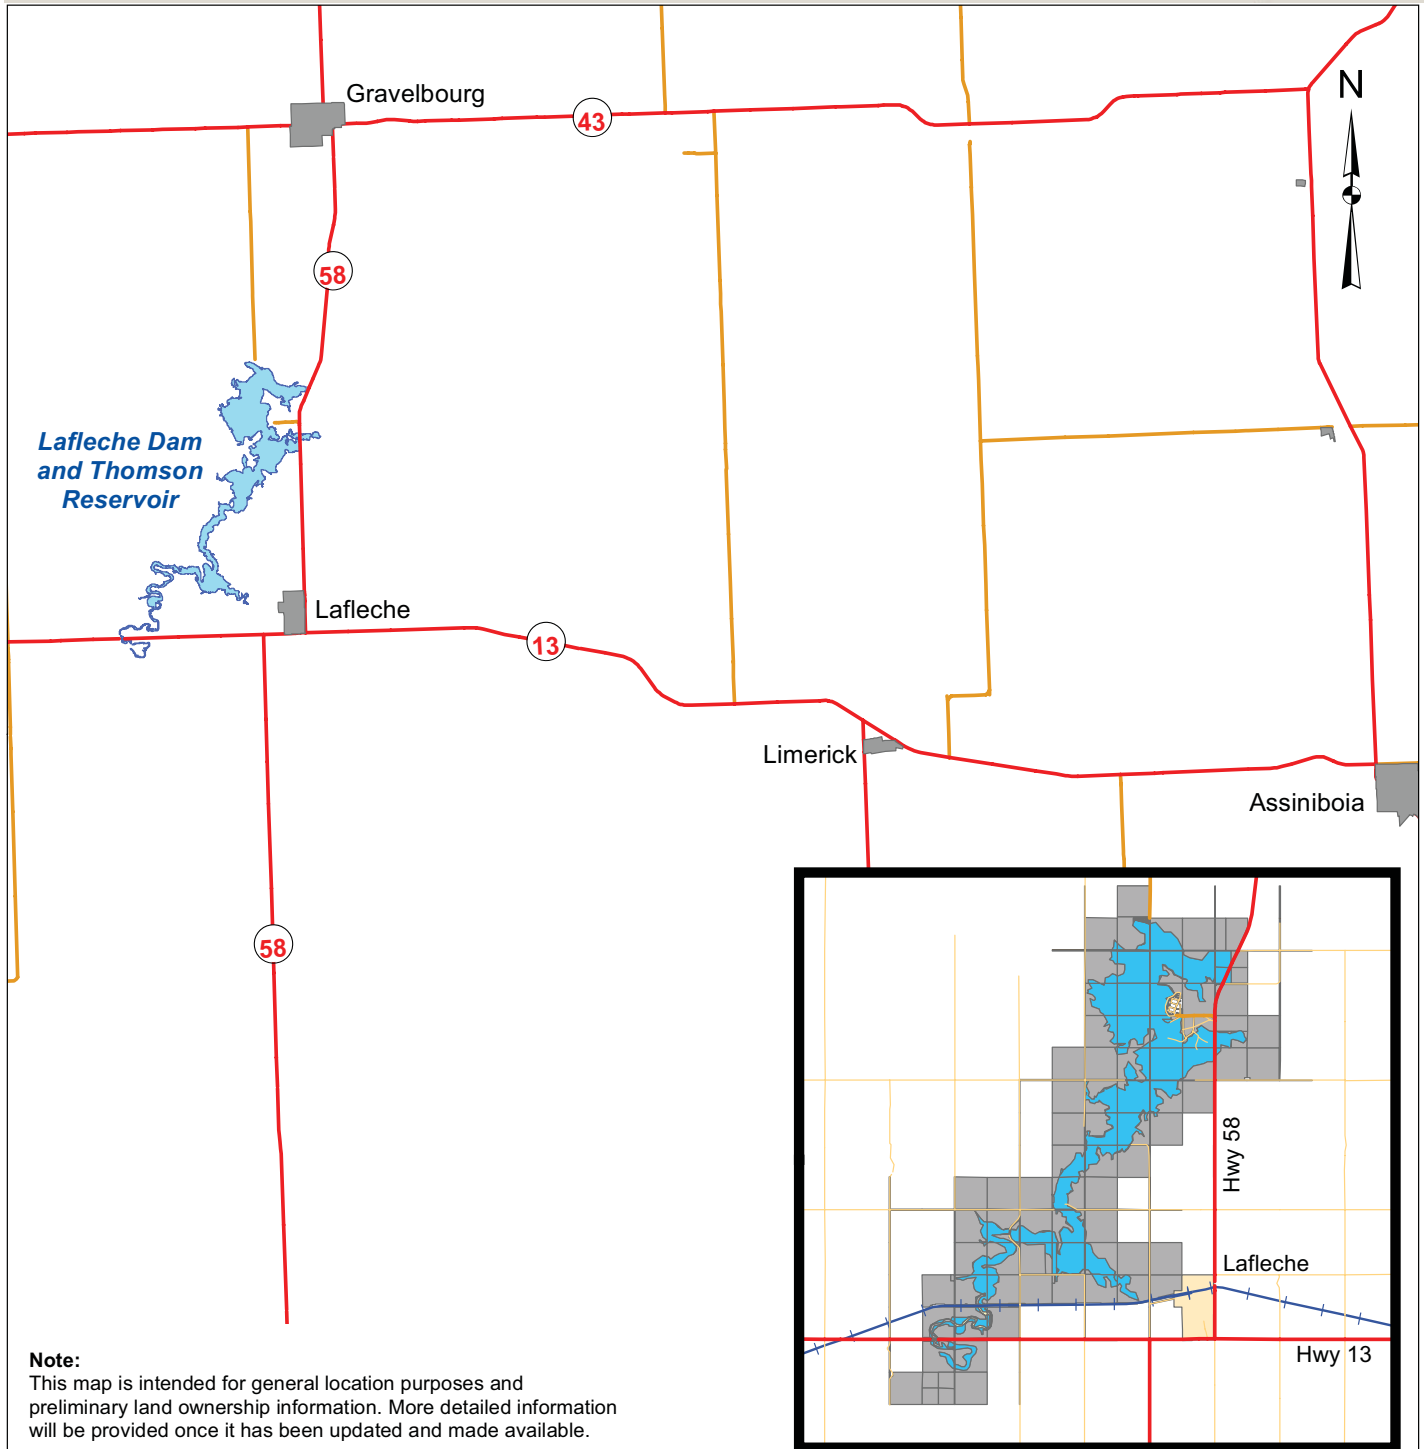 Gravelbourg
43
N
58
Lafleche Dam
and Thomson
Reservoir
Lafleche
13
Limerick
Assiniboia
58
Hwy 58
Lafleche
Hwy 13
Note:
This map is intended for general location purposes and
preliminary land ownership information. More detailed information
will be provided once it has been updated and made available.